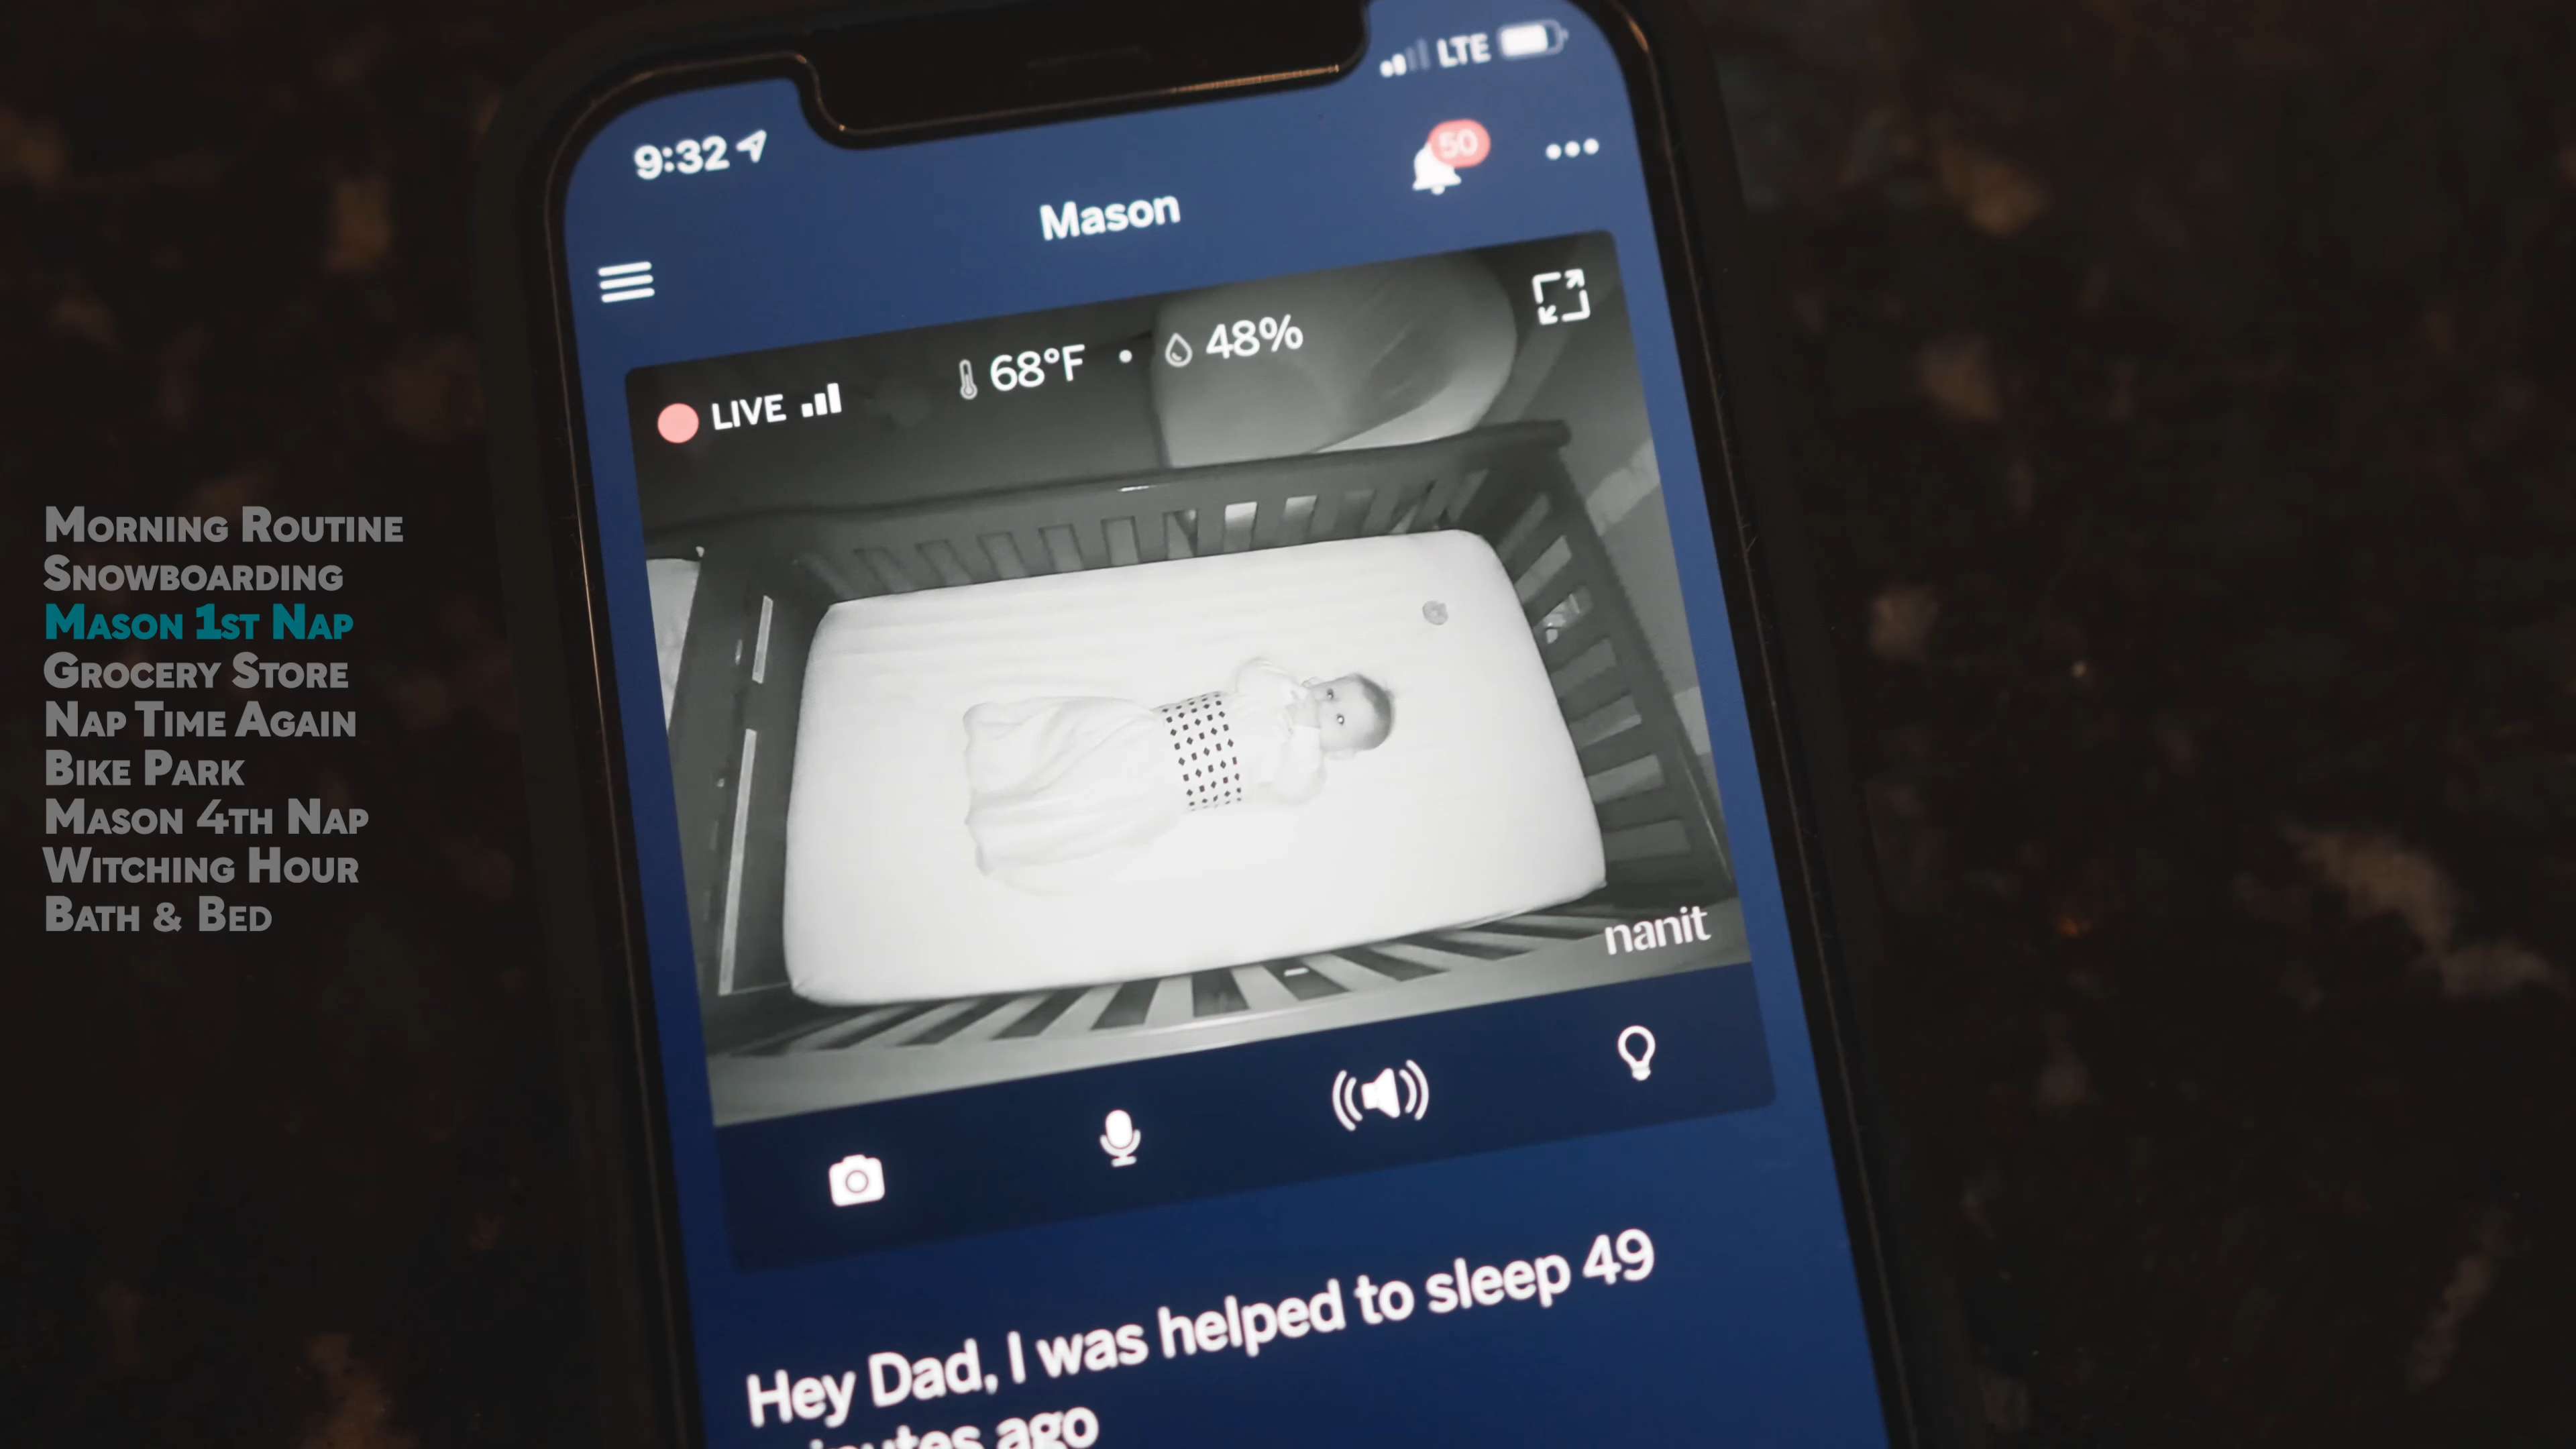 9:32
LTE
50
Mason
LIVE
68°F • 48%
nanit
Hey Dad, I was helped to sleep 49
ago
Morning Routine
Snowboarding
Mason 1st Nap
Grocery Store
Nap Time Again
Bike Park
Mason 4th Nap
Witching Hour
Bath & Bed